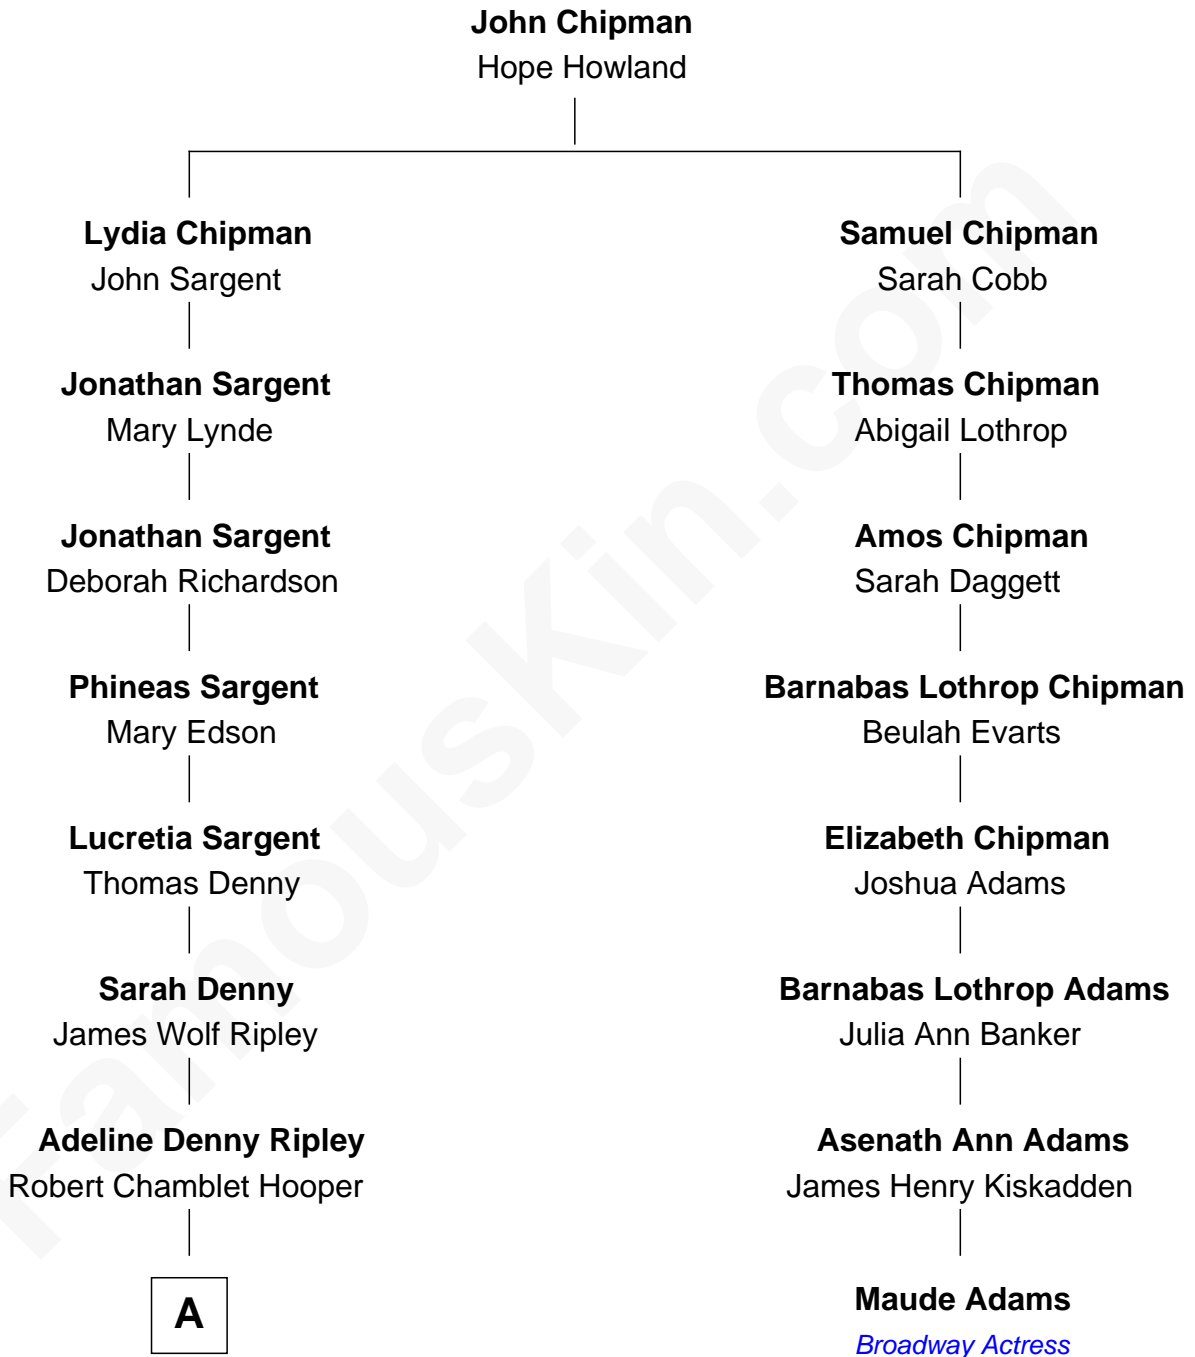 John Chipman
Hope Howland
Lydia Chipman
John Sargent
Jonathan Sargent
Mary Lynde
Jonathan Sargent
Deborah Richardson
Phineas Sargent
Mary Edson
Lucretia Sargent
Thomas Denny
Sarah Denny
James Wolf Ripley
Adeline Denny Ripley
Robert Chamblet Hooper
A
Samuel Chipman
Sarah Cobb
Thomas Chipman
Abigail Lothrop
Amos Chipman
Sarah Daggett
Barnabas Lothrop Chipman
Beulah Evarts
Elizabeth Chipman
Joshua Adams
Barnabas Lothrop Adams
Julia Ann Banker
Asenath Ann Adams
James Henry Kiskadden
Maude Adams
Broadway Actress
FamousKin.com